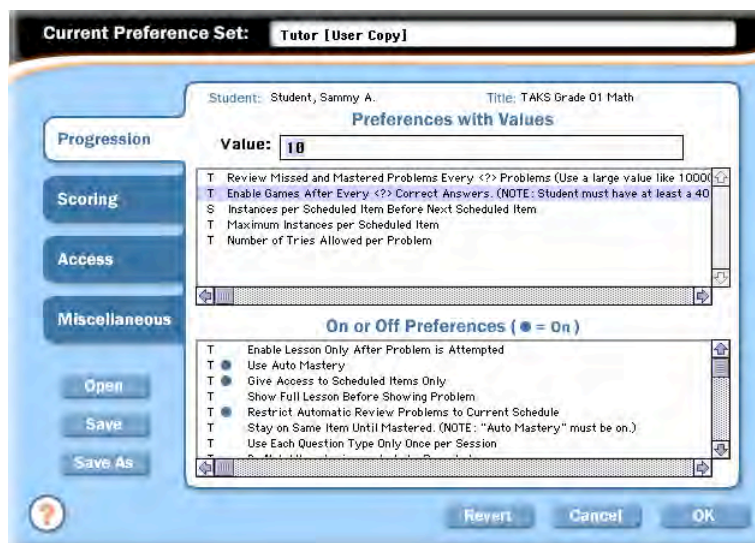 Current Preference Set: Tutor [User Copy]
Student: Student, Sammy A. Title: TAKS Grade 01 Math
Preferences with Values
Value: 10
T Review Missed and Mastered Problems Every <?> Problems (Use a large value like 1000
T Enable Games After Every <?> Correct Answers. (NOTE: Student must have at least a 40
S Instances per Scheduled Item Before Next Scheduled Item
T Maximum Instances per Scheduled Item
T Number of Tries Allowed per Problem
Progression
Scoring
Access
Miscellaneous
On or Off Preferences ( ● = On )
T Enable Lesson Only After Problem is Attempted
T ● Use Auto Mastery
T ● Give Access to Scheduled Items Only
T Show Full Lesson Before Showing Problem
T ● Restrict Automatic Review Problems to Current Schedule
T Stay on Same Item Until Mastered. (NOTE: "Auto Mastery" must be on.)
T Use Each Question Type Only Once per Session
Open
Save
Save As
?
Revert Cancel OK